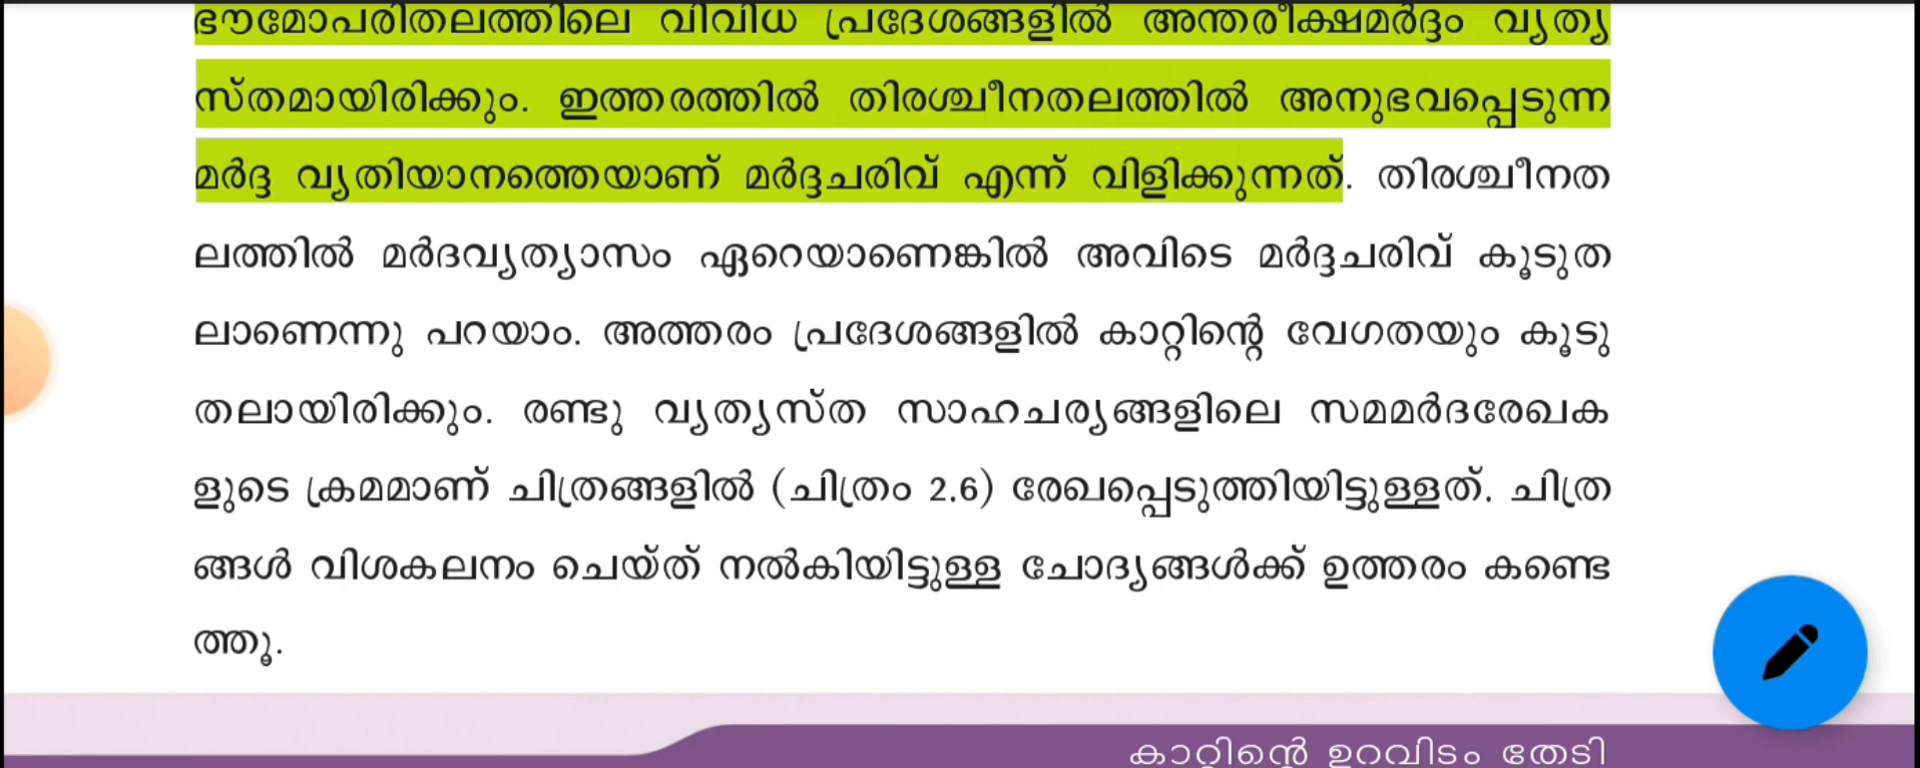 ഭൗമോപരിതലത്തിലെ വിവിധ പ്രദേശങ്ങളിൽ അന്തരീക്ഷമർദ്ദം വ്യത്യ
സ്തമായിരിക്കും. ഇത്തരത്തിൽ തിരശ്ചീനതലത്തിൽ അനുഭവപ്പെടുന്ന
മർദ്ദ വ്യതിയാനത്തെയാണ് മർദ്ദചരിവ് എന്ന് വിളിക്കുന്നത്. തിരശ്ചീനത
ലത്തിൽ മർദവ്യത്യാസം ഏറെയാണെങ്കിൽ അവിടെ മർദ്ദചരിവ് കൂടുത
ലാണെന്നു പറയാം. അത്തരം പ്രദേശങ്ങളിൽ കാറ്റിന്റെ വേഗതയും കൂടു
തലായിരിക്കും. രണ്ടു വ്യത്യസ്ത സാഹചര്യങ്ങളിലെ സമമർദരേഖക
ളുടെ ക്രമമാണ് ചിത്രങ്ങളിൽ (ചിത്രം 2.6) രേഖപ്പെടുത്തിയിട്ടുള്ളത്. ചിത്ര
ങ്ങൾ വിശകലനം ചെയ്ത് നൽകിയിട്ടുള്ള ചോദ്യങ്ങൾക്ക് ഉത്തരം കണ്ടെ
ത്തൂ.
കാറ്റിന്റെ ഉറവിടം തേടി